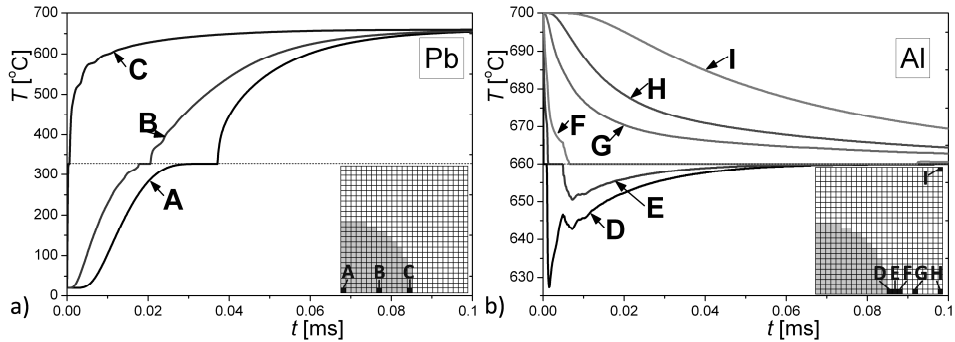 T [°C]
600
500
400
300
200
100
0
Pb
C
B
A
A B C
0.00 0.02 0.04 0.06 0.08 0.1
t [ms]
a)
T [°C]
700
690
680
670
660
650
640
630
Al
I
H
F
G
E
D
I
D E F G H
0.00 0.02 0.04 0.06 0.08 0.1
t [ms]
b)